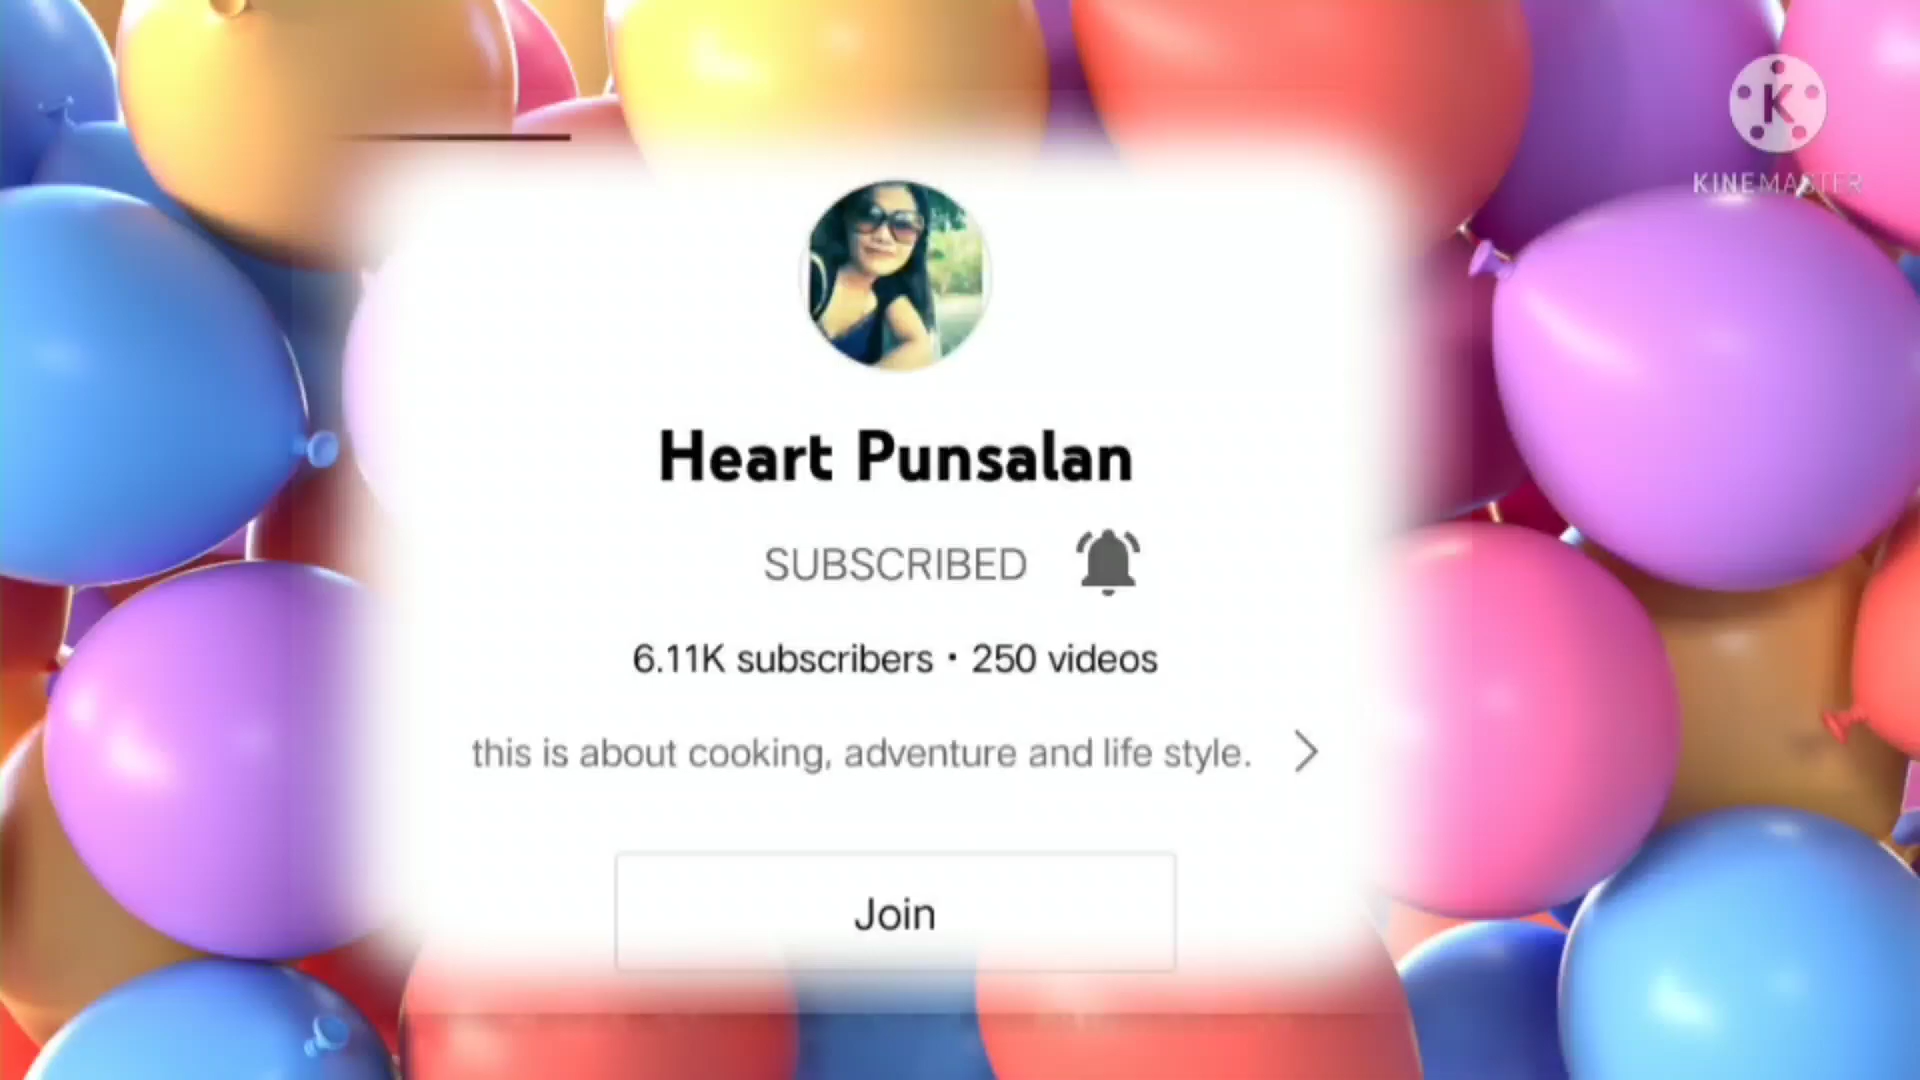 K
KINEMASTER
Heart Punsalan
SUBSCRIBED
6.11K subscribers • 250 videos
this is about cooking, adventure and life style.
Join